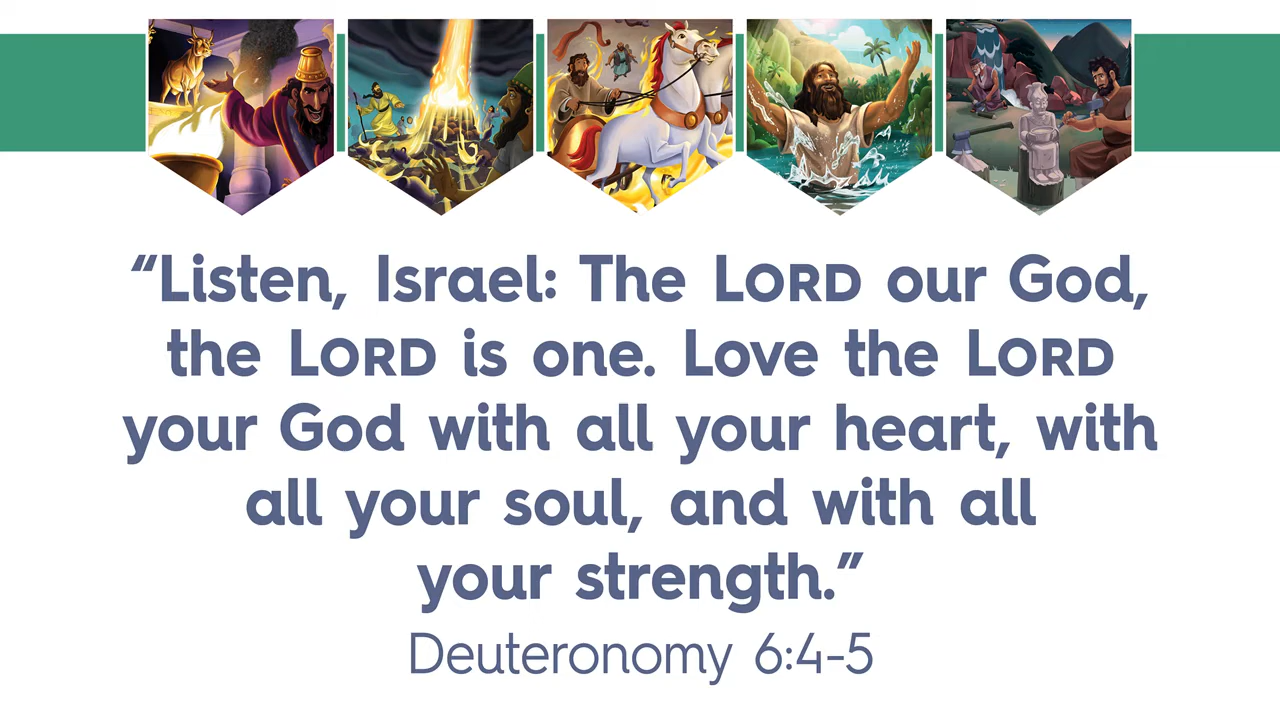 “Listen, Israel: The LORD our God,
the LORD is one. Love the LORD
your God with all your heart, with
all your soul, and with all
your strength.”
Deuteronomy 6:4-5